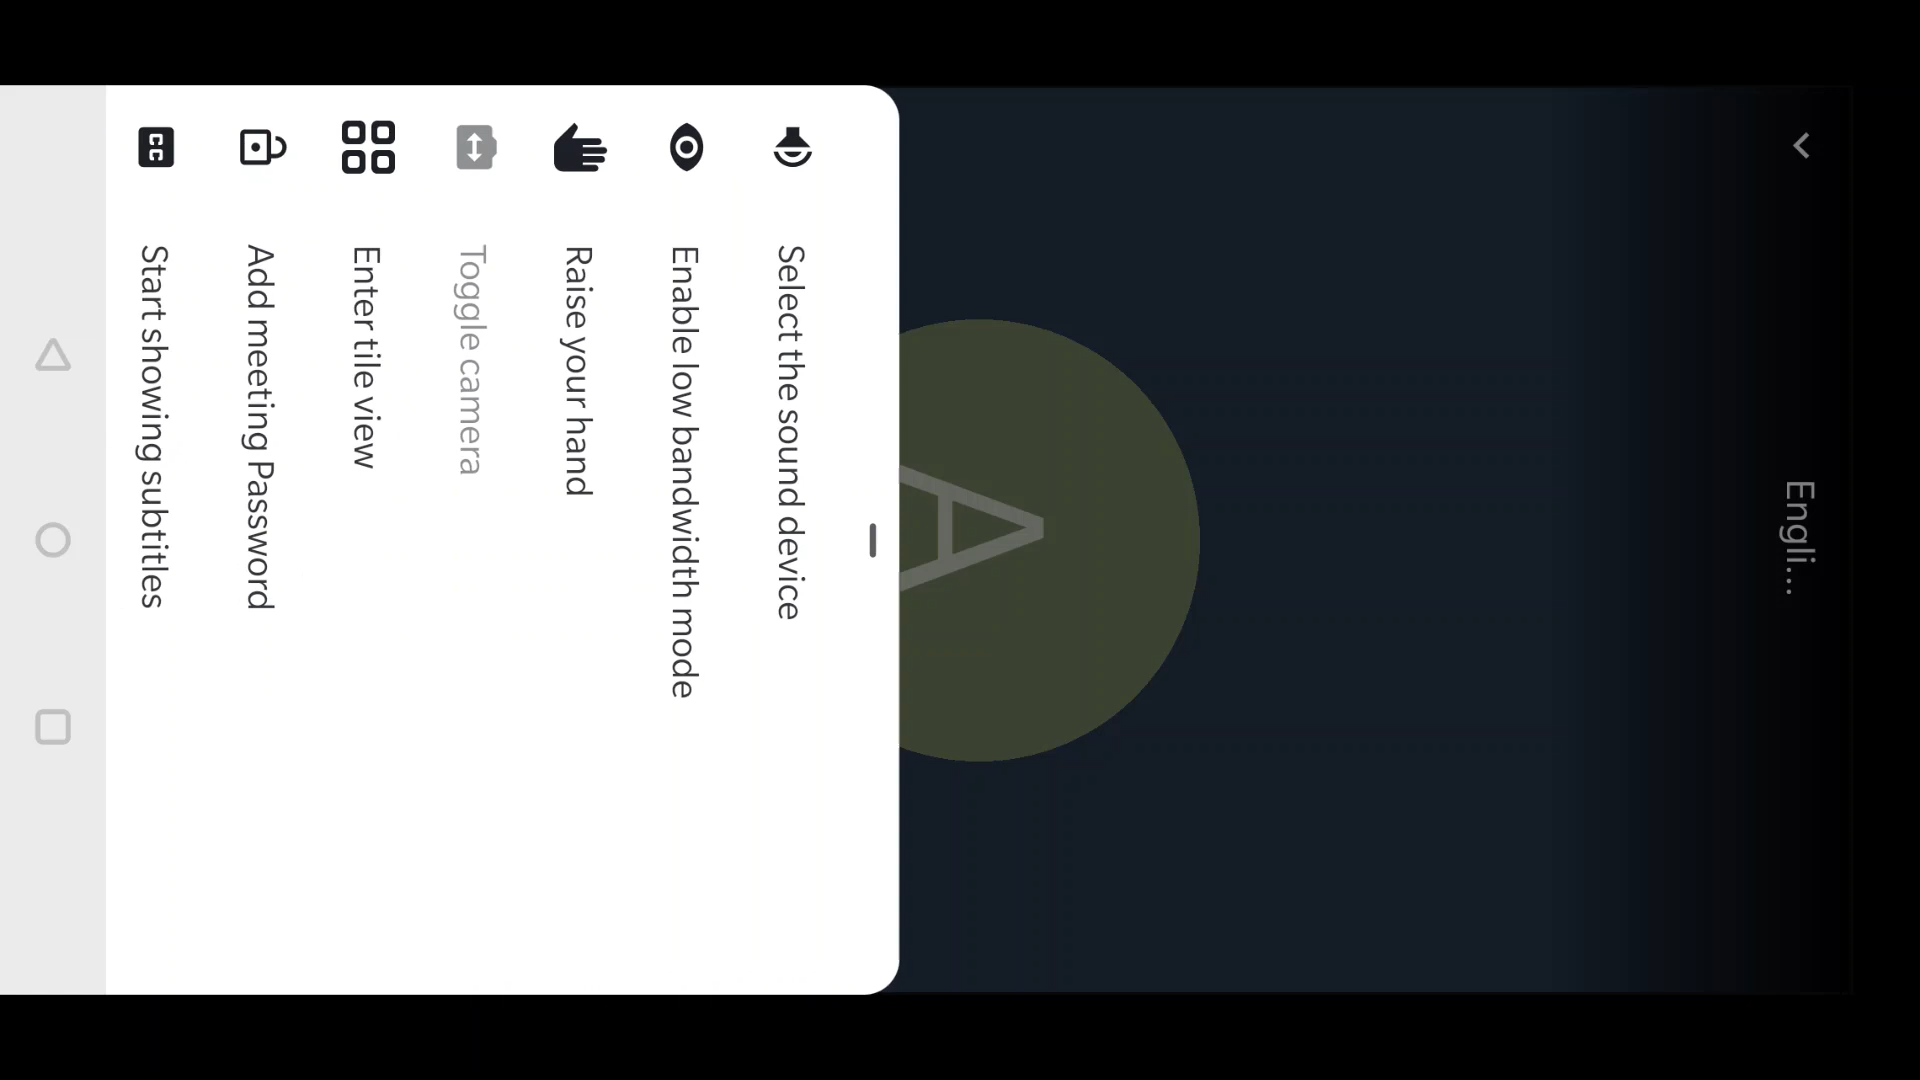 Engli...
A
Select the sound device
Enable low bandwidth mode
Raise your hand
Toggle camera
Enter tile view
Add meeting Password
CC Start showing subtitles